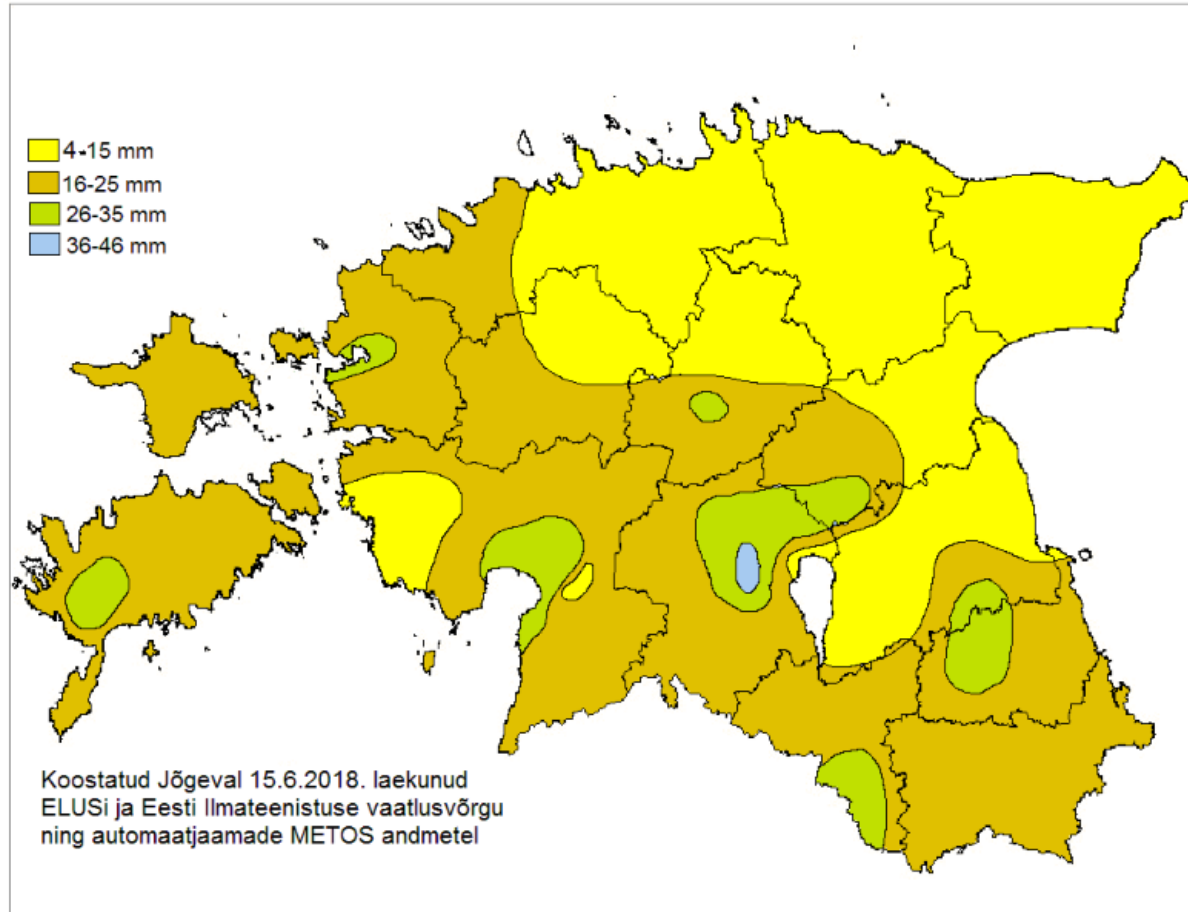 4-15 mm
16-25 mm
26-35 mm
36-46 mm
Koostatud Jõgeval 15.6.2018. laekunud
ELUSi ja Eesti Ilmateenistuse vaatlusvõrgu
ning automaatjaamade METOS andmetel